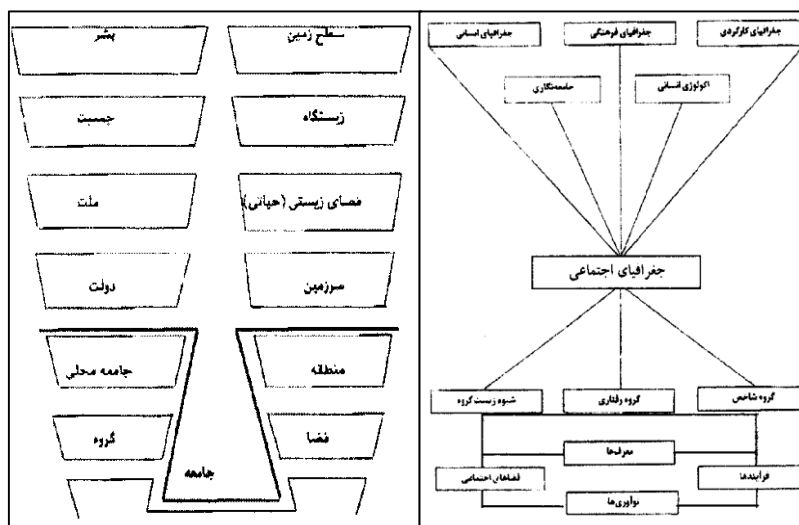 سطح زمین
بشر
زیستگاه
جمعیت
فضای زیستی (حیاتی)
ملت
سرزمین
دولت
منطقه
جامعه محلی
فضا
گروه
جامعه
جغرافیای کارکردی
جغرافیای فرهنگی
جغرافیای انسانی
اکولوژی انسانی
جامعه‌نگاری
جغرافیای اجتماعی
گروه شاخص
گروه رفتاری
شیوه زیست گروه
معرف‌ها
فرآیندها
فضاهای اجتماعی
نوآوری‌ها